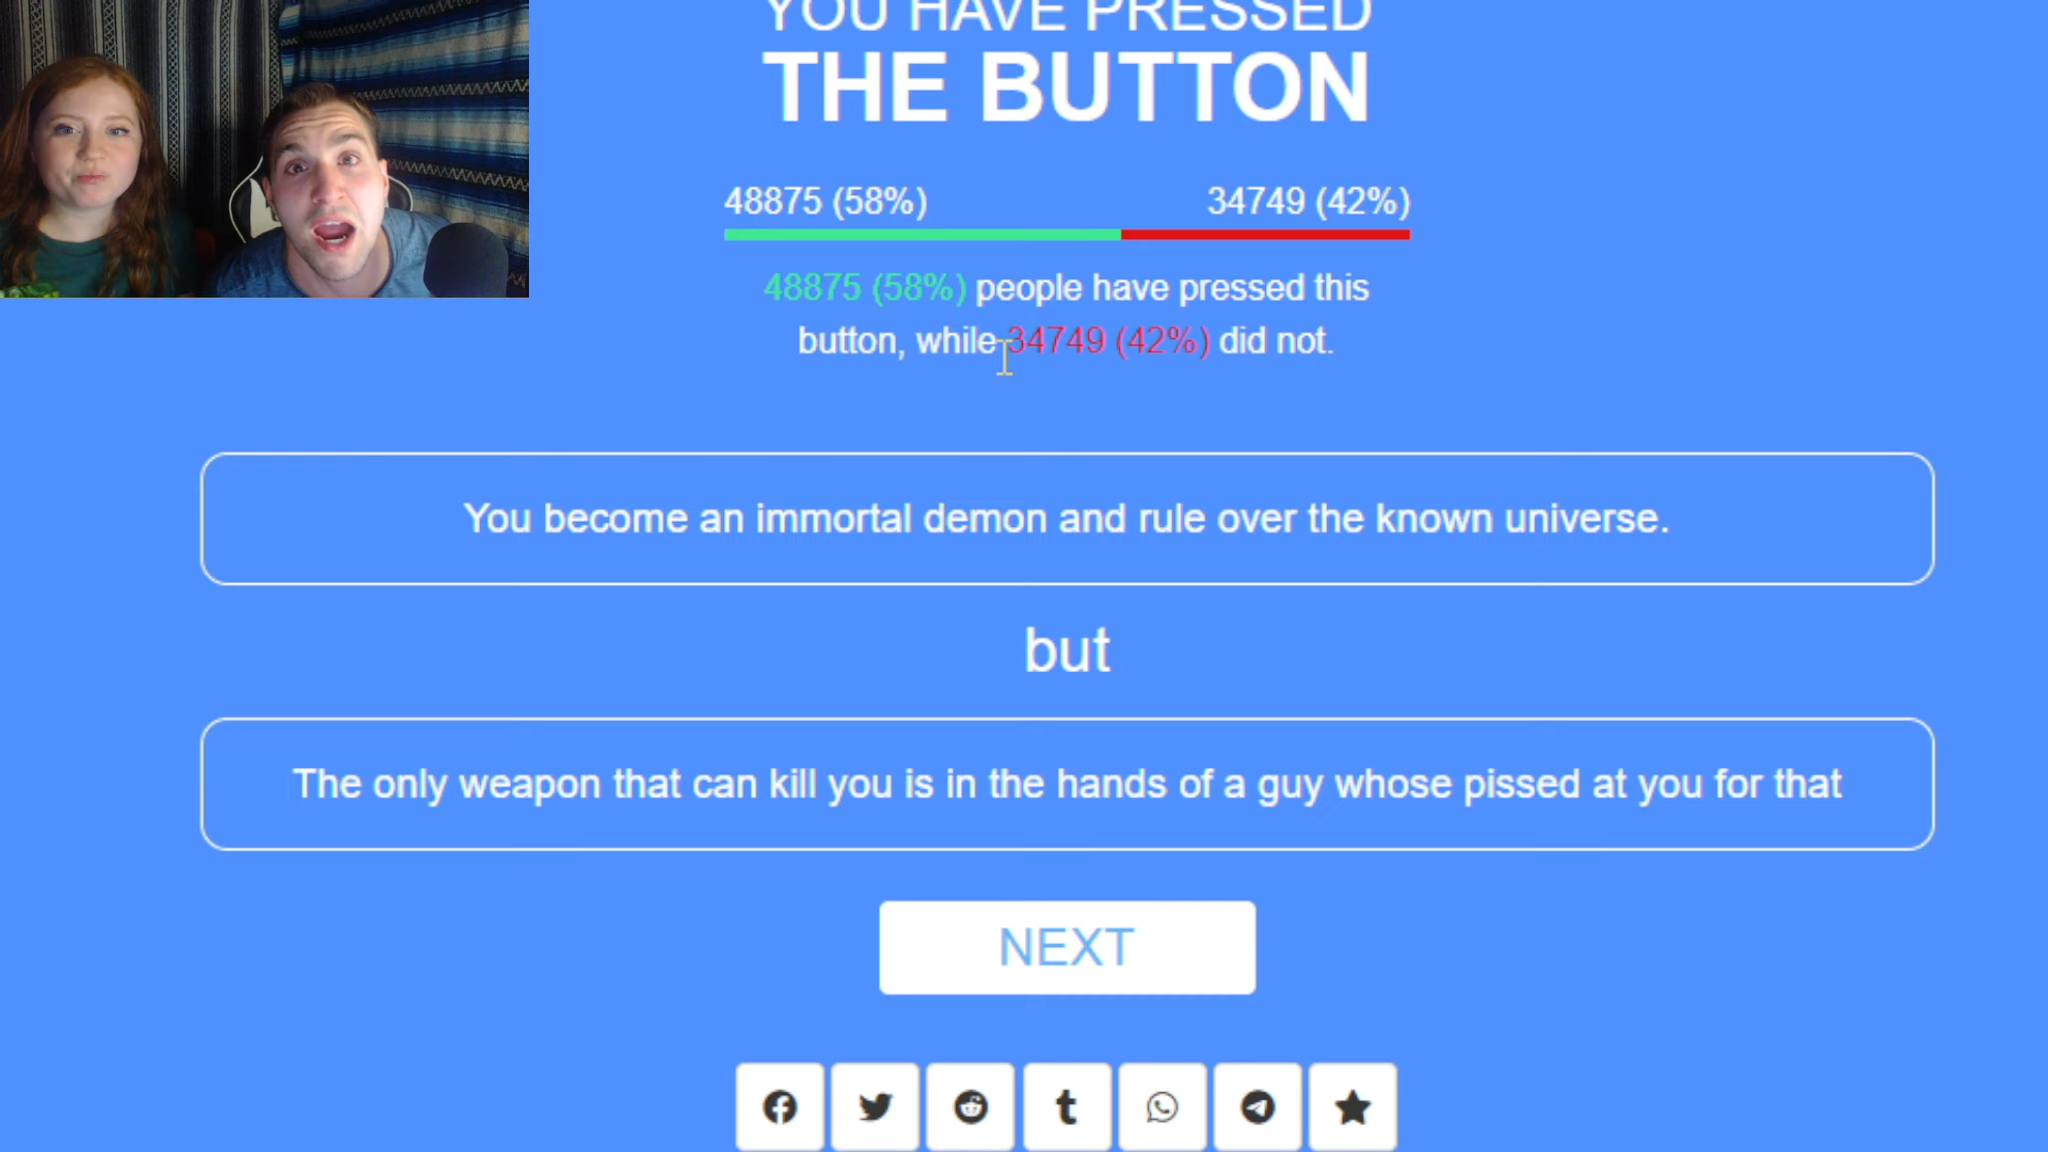 YOU HAVE PRESSED
THE BUTTON
48875 (58%) 34749 (42%)
48875 (58%) people have pressed this
button, while 34749 (42%) did not.
You become an immortal demon and rule over the known universe.
but
The only weapon that can kill you is in the hands of a guy whose pissed at you for that
NEXT